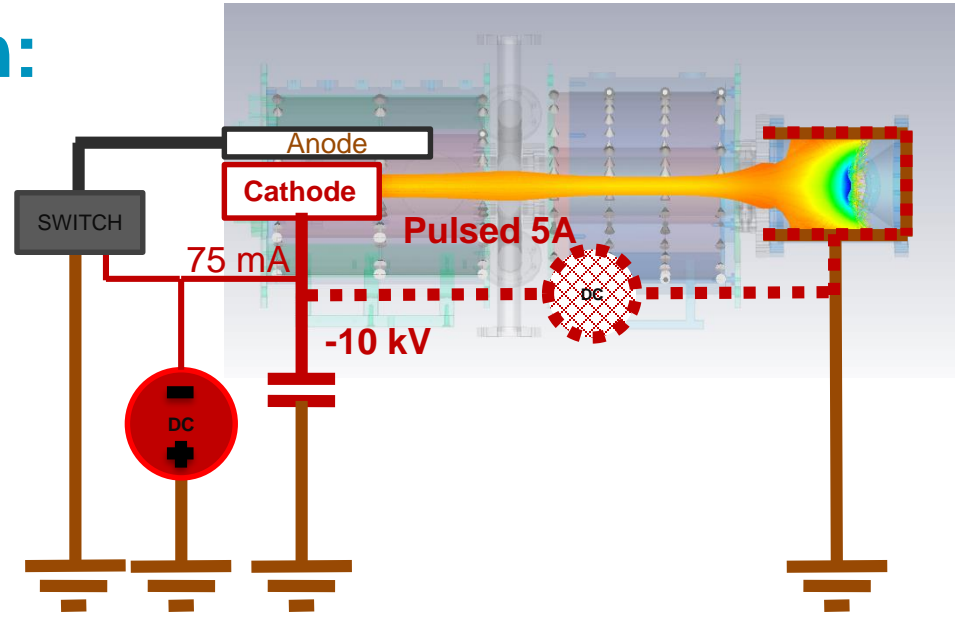 n:
Anode
Cathode
SWITCH
Pulsed 5A
75 mA
DC
-10 kV
DC